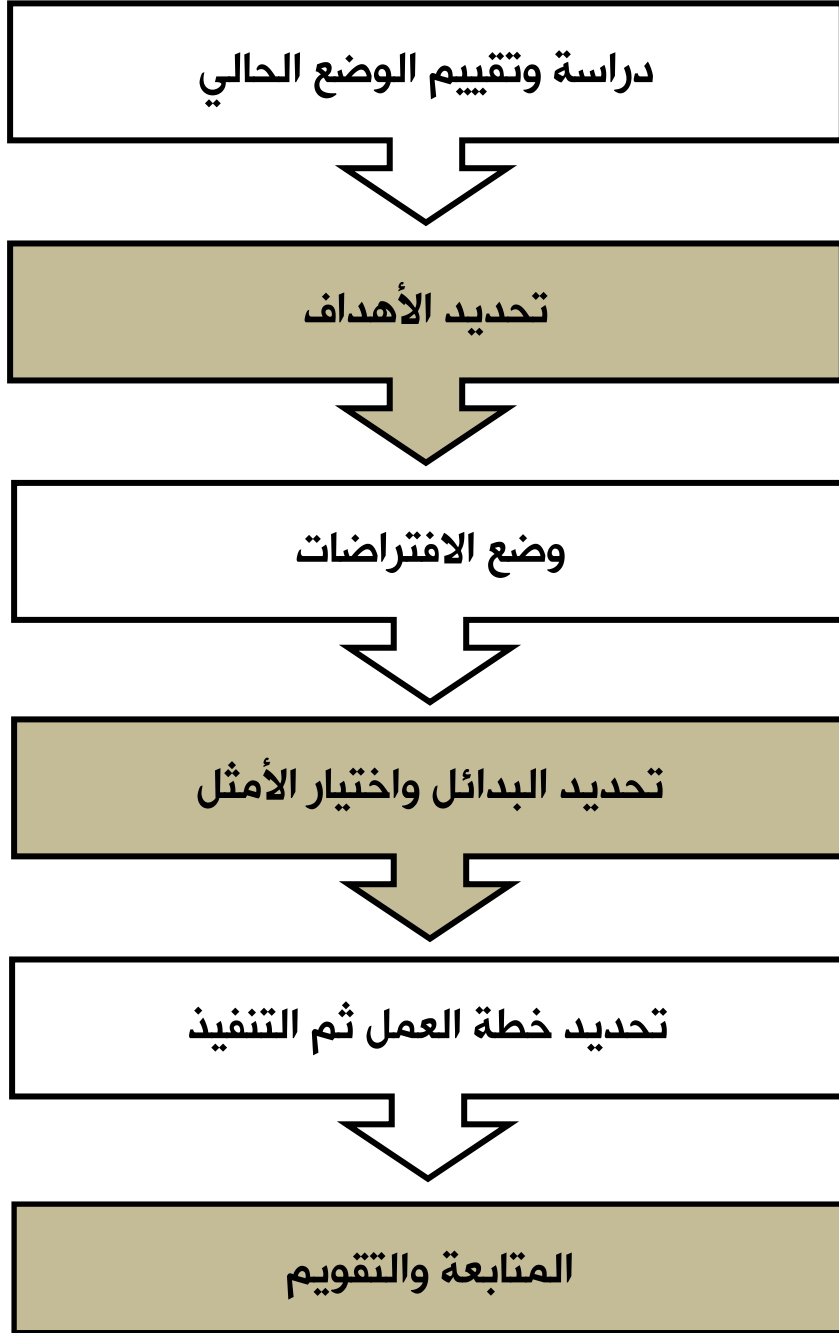 دراسة وتقييم الوضع الحالي
تحديد الأهداف
وضع الافتراضات
تحديد البدائل واختيار الأمثل
تحديد خطة العمل ثم التنفيذ
المتابعة والتقويم